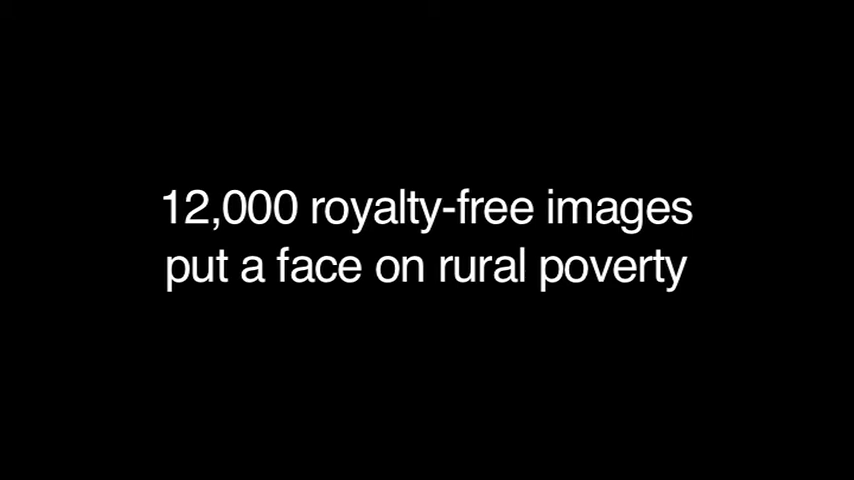 12,000 royalty-free images
put a face on rural poverty